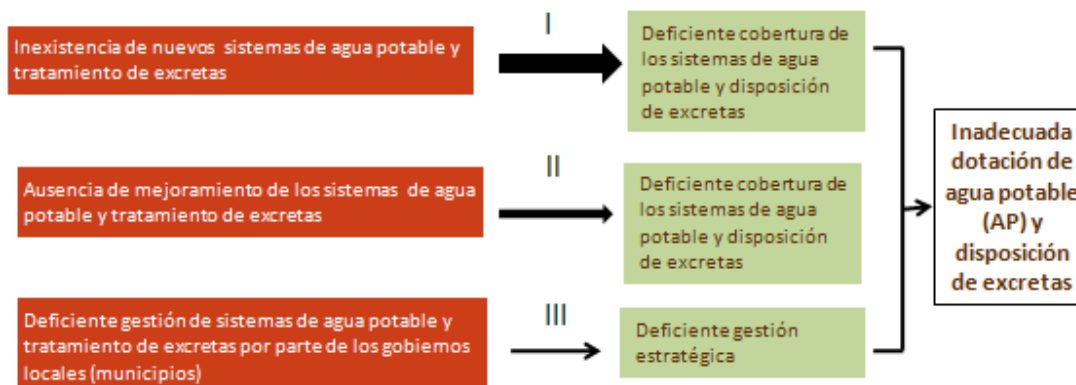 I
Inexistencia de nuevos sistemas de agua potable y
tratamiento de excretas
Deficiente cobertura de
los sistemas de agua
potable y disposición
de excretas
II
Ausencia de mejoramiento de los sistemas de agua
potable y tratamiento de excretas
Deficiente cobertura de
los sistemas de agua
potable y disposición
de excretas
III
Deficiente gestión de sistemas de agua potable y
tratamiento de excretas por parte de los gobiernos
locales (municipios)
Deficiente gestión
estratégica
Inadecuada
dotación de
agua potable
(AP) y
disposición
de excretas